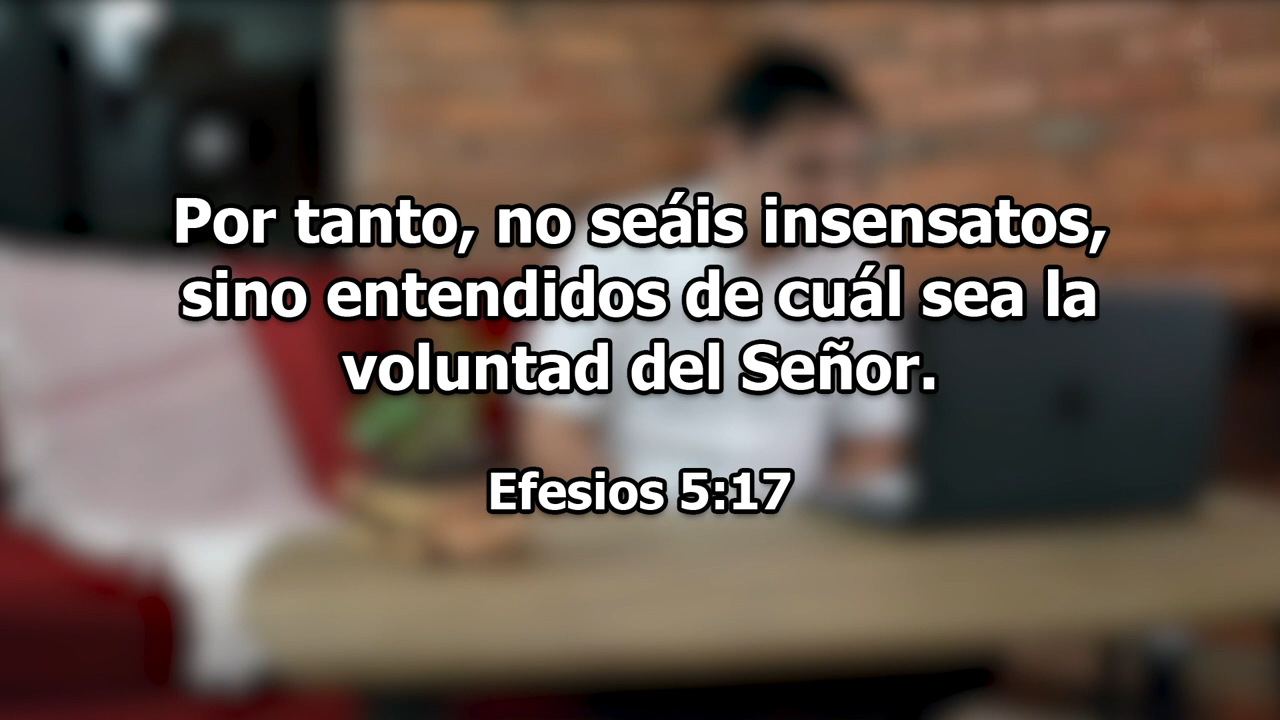 Por tanto, no seáis insensatos,
sino entendidos de cuál sea la
voluntad del Señor.
Efesios 5:17